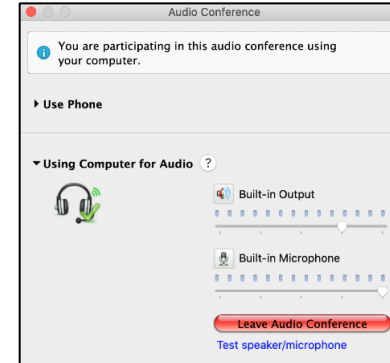 Audio Conference
You are participating in this audio conference using
your computer.
Use Phone
Using Computer for Audio ?
Built-in Output
Built-in Microphone
Leave Audio Conference
Test speaker/microphone